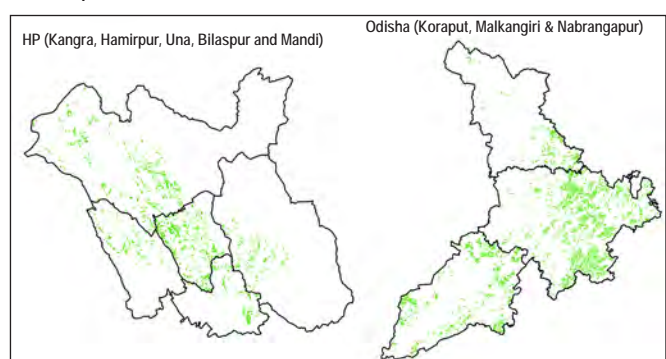 HP (Kangra, Hamirpur, Una, Bilaspur and Mandi)
Odisha (Koraput, Malkangiri & Nabrangapur)